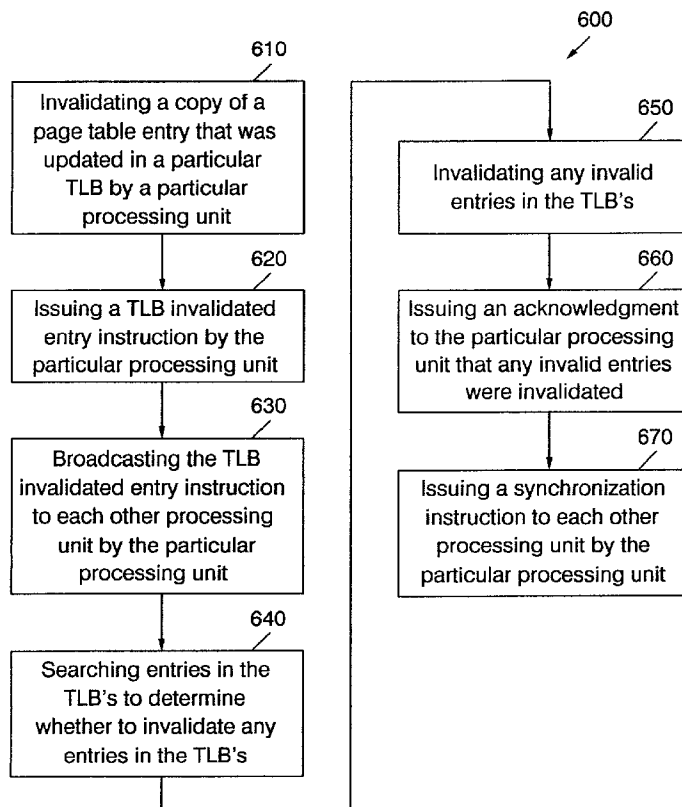 600
610
Invalidating a copy of a
page table entry that was
updated in a particular
TLB by a particular
processing unit
620
Issuing a TLB invalidated
entry instruction by the
particular processing unit
630
Broadcasting the TLB
invalidated entry instruction
to each other processing
unit by the particular
processing unit
640
Searching entries in the
TLB's to determine
whether to invalidate any
entries in the TLB's
650
Invalidating any invalid
entries in the TLB's
660
Issuing an acknowledgment
to the particular processing
unit that any invalid entries
were invalidated
670
Issuing a synchronization
instruction to each other
processing unit by the
particular processing unit